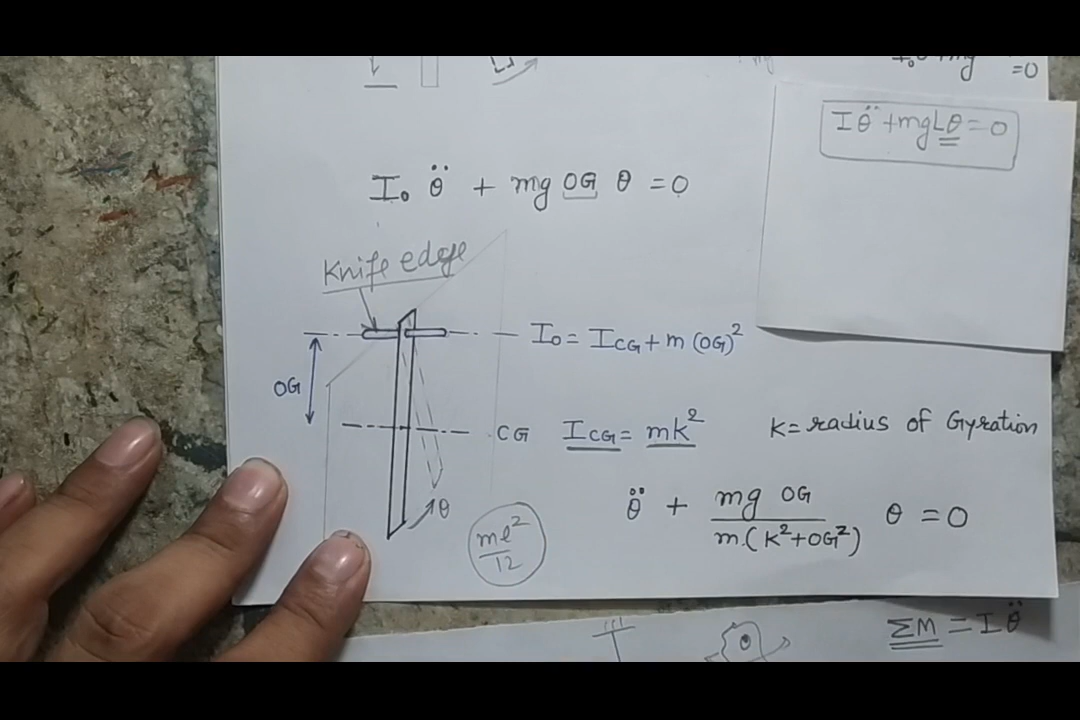 =0
Iθ̈ + mgLθ = 0
I₀ θ̈ + mg OG θ = 0
Knife edge
I₀ = I_CG + m (OG)²
OG
CG
I_CG = mk²
K = radius of Gyration
θ
θ̈ + mg OG / m.(K²+OG²) θ = 0
ml²/12
ΣM = Iθ̈